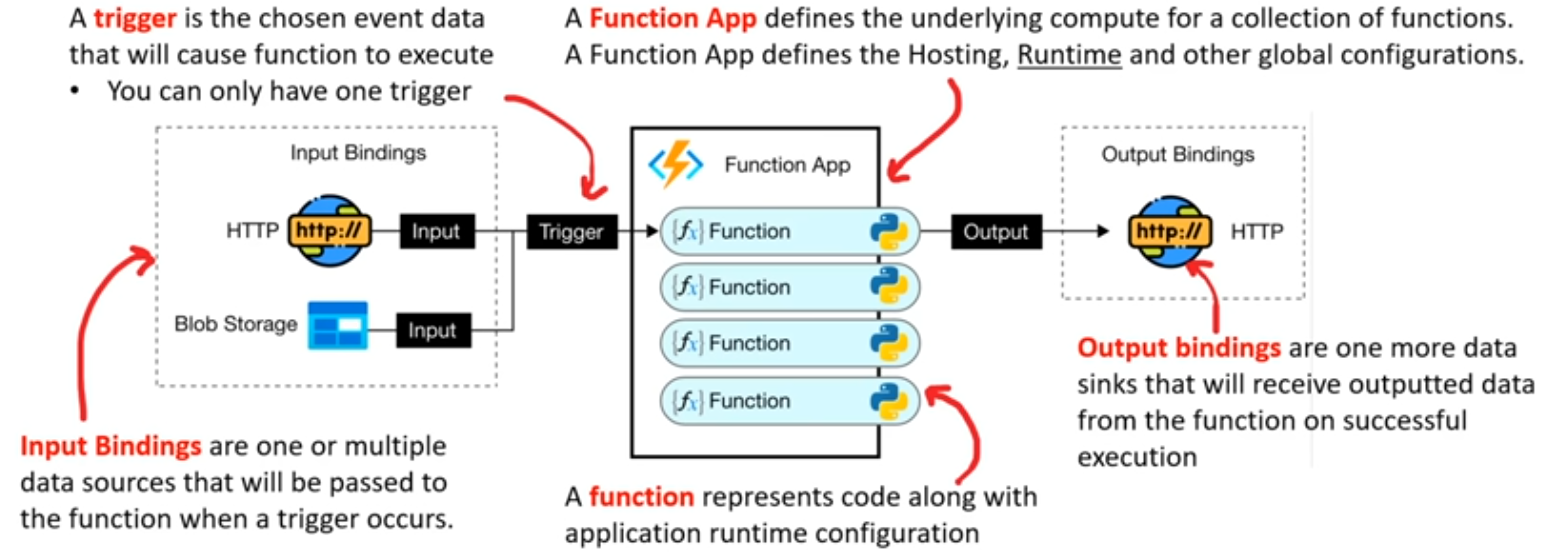 A trigger is the chosen event data
that will cause function to execute
• You can only have one trigger
A Function App defines the underlying compute for a collection of functions.
A Function App defines the Hosting, Runtime and other global configurations.
Input Bindings
HTTP
http://
Input
Blob Storage
Input
Trigger
Function App
{fx} Function
{fx} Function
{fx} Function
{fx} Function
Output
Output Bindings
http://
HTTP
Input Bindings are one or multiple
data sources that will be passed to
the function when a trigger occurs.
A function represents code along with
application runtime configuration
Output bindings are one more data
sinks that will receive outputted data
from the function on successful
execution